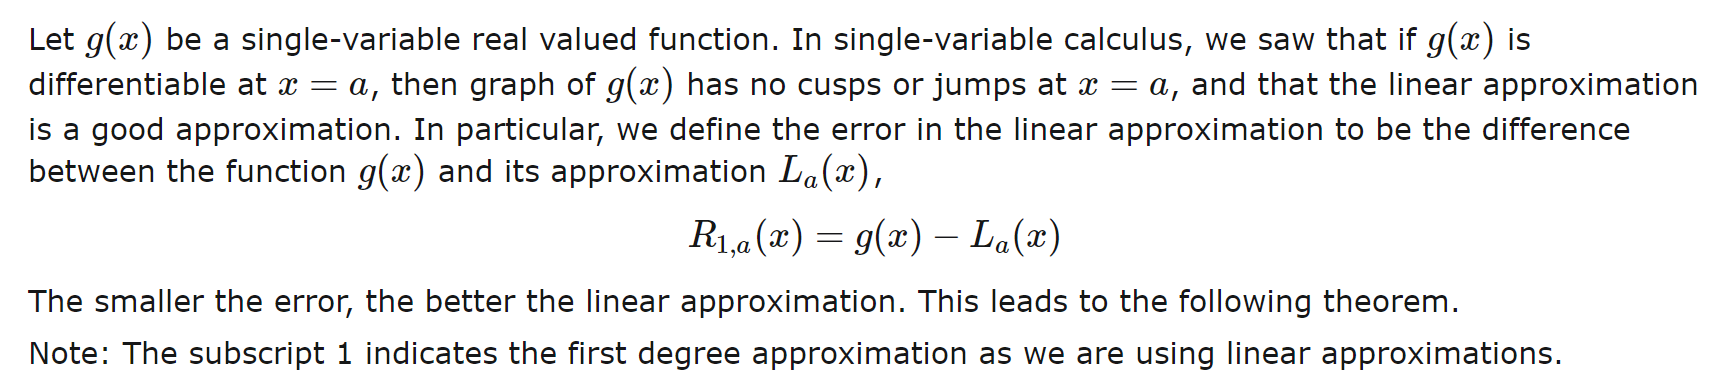 Let g(x) be a single-variable real valued function. In single-variable calculus, we saw that if g(x) is
differentiable at x = a, then graph of g(x) has no cusps or jumps at x = a, and that the linear approximation
is a good approximation. In particular, we define the error in the linear approximation to be the difference
between the function g(x) and its approximation Lₐ(x),
R₁,ₐ(x) = g(x) − Lₐ(x)
The smaller the error, the better the linear approximation. This leads to the following theorem.
Note: The subscript 1 indicates the first degree approximation as we are using linear approximations.